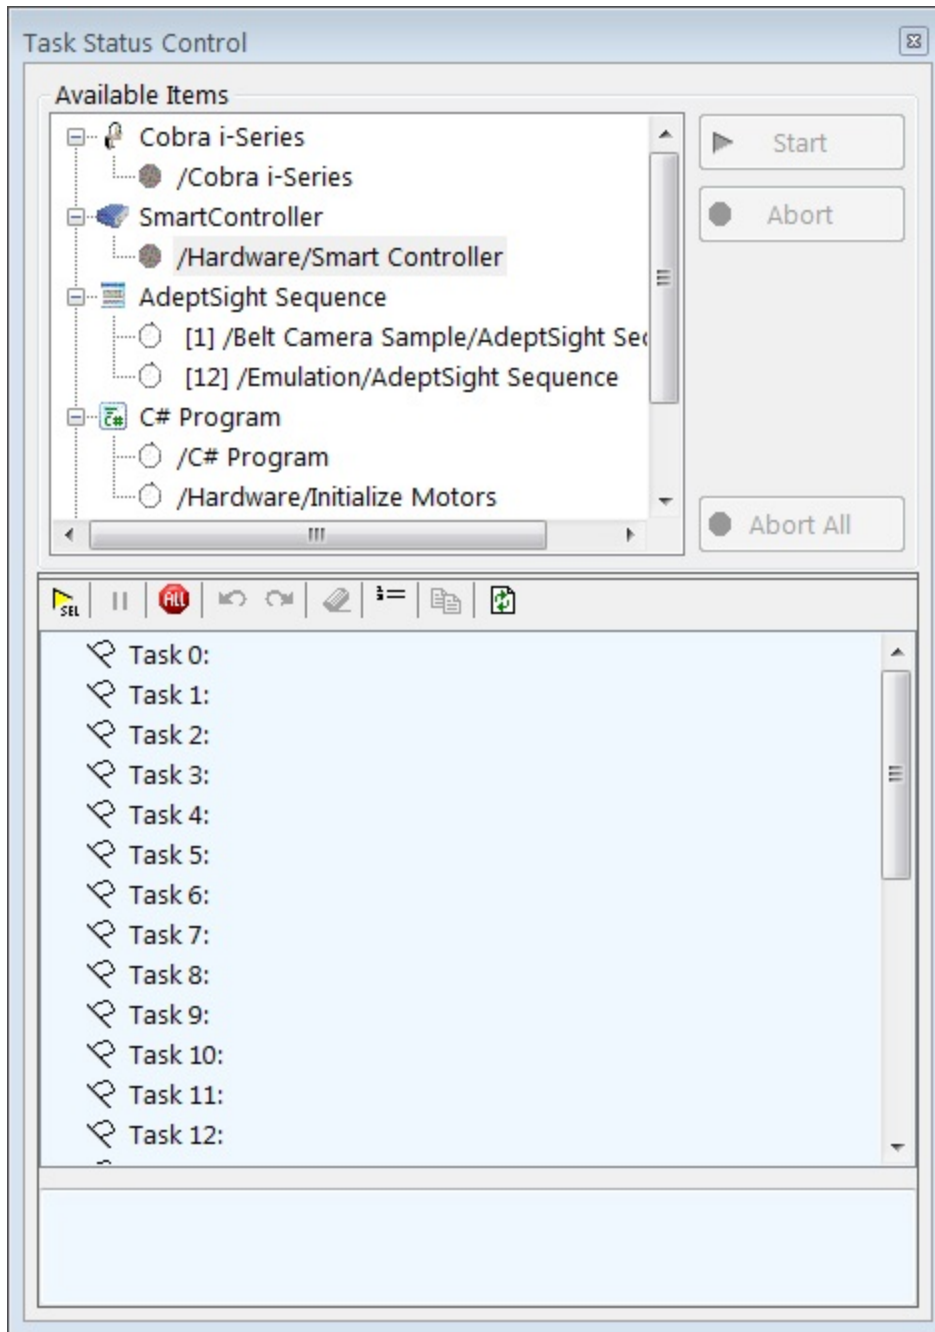 Task Status Control
Available Items
Cobra i-Series
/Cobra i-Series
SmartController
/Hardware/Smart Controller
AdeptSight Sequence
[1] /Belt Camera Sample/AdeptSight Se
[12] /Emulation/AdeptSight Sequence
C# Program
/C# Program
/Hardware/Initialize Motors
Start
Abort
Abort All
SEL
ALL
Task 0:
Task 1:
Task 2:
Task 3:
Task 4:
Task 5:
Task 6:
Task 7:
Task 8:
Task 9:
Task 10:
Task 11:
Task 12: